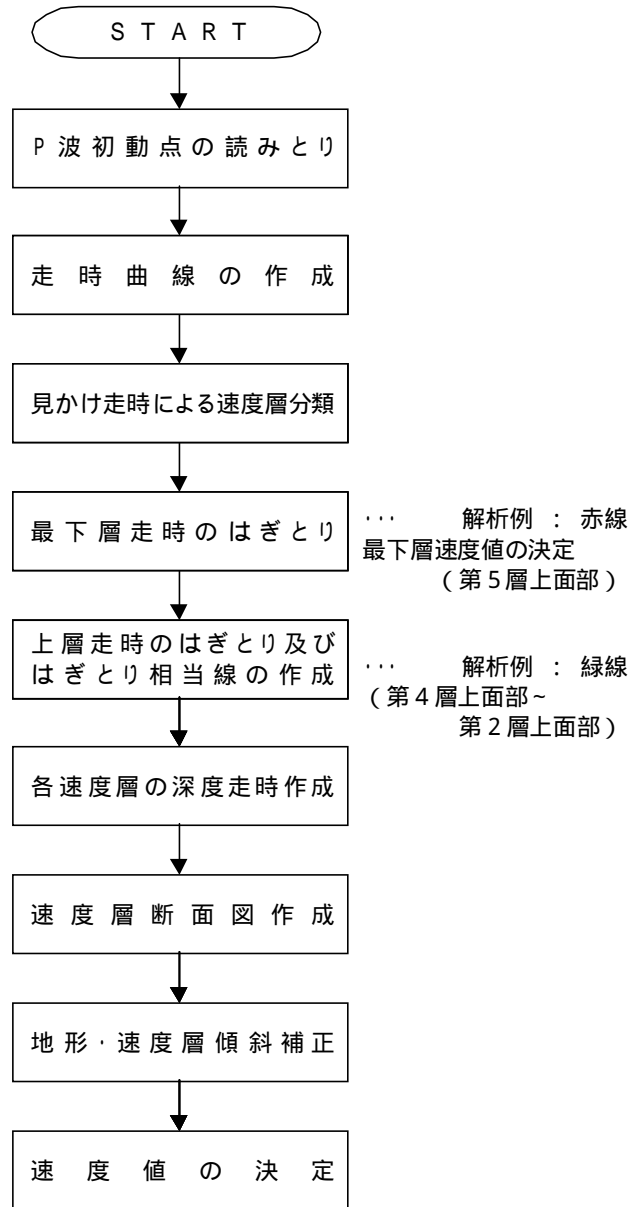 START
P波初動点の読みとり
走時曲線の作成
見かけ走時による速度層分類
最下層走時のはぎとり
… 解析例 : 赤線
最下層速度値の決定
(第5層上面部)
上層走時のはぎとり及び
はぎとり相当線の作成
… 解析例 : 緑線
(第4層上面部~
第2層上面部)
各速度層の深度走時作成
速度層断面図作成
地形・速度層傾斜補正
速度値の決定